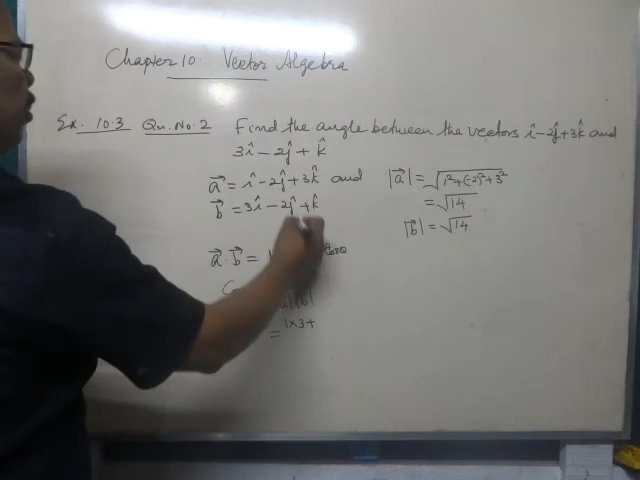 Chapter 10. Vector Algebra
Ex. 10.3 Qu. No. 2 Find the angle between the vectors î-2ĵ+3k̂ and
3î-2ĵ+k̂
a⃗ = î-2ĵ+3k̂ and |a⃗| = √1²+(-2)²+3²
b⃗ = 3î-2ĵ+k̂ = √14
|b⃗| = √14
a⃗.b⃗ = Cosθ
|b|
= 1×3+